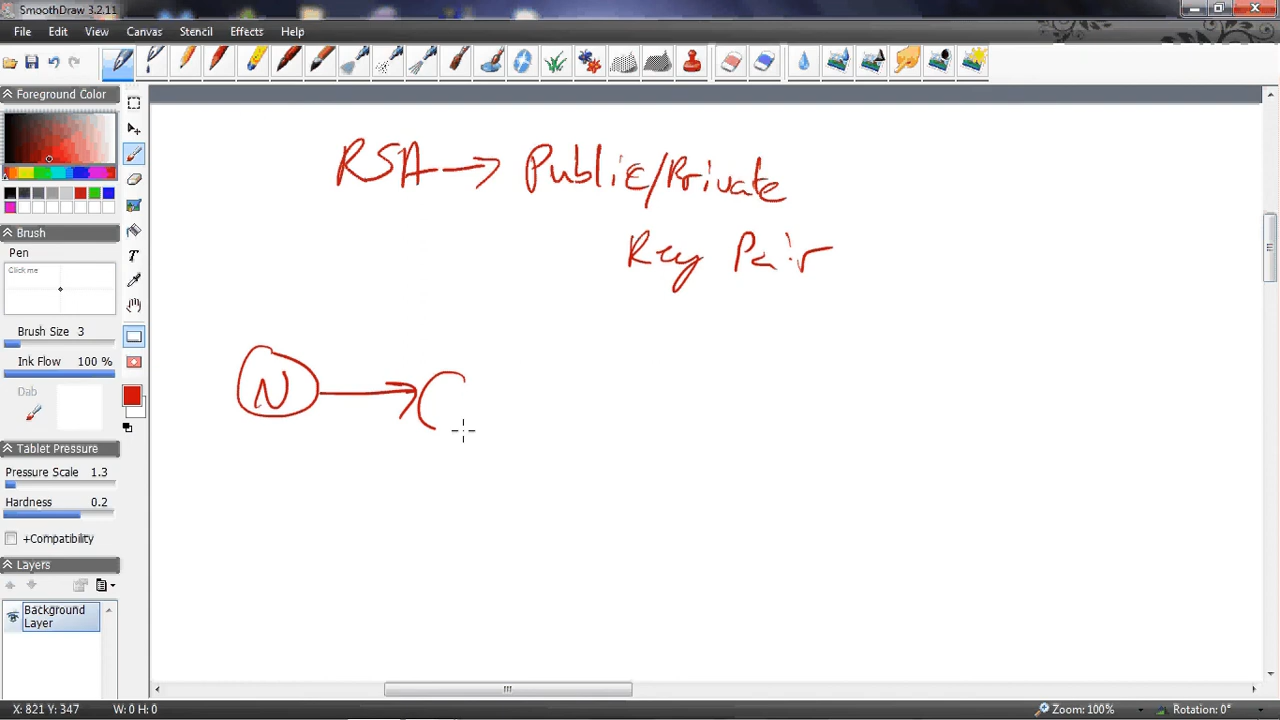 SmoothDraw 3.2.11
File Edit View Canvas Stencil Effects Help
Foreground Color
Brush
Pen
Click me
Brush Size 3
Ink Flow 100 %
Dab
Tablet Pressure
Pressure Scale 1.3
Hardness 0.2
+Compatibility
Layers
Background
Layer
RSA → Public/Private
Key Pair
N
X: 821 Y: 347 W: 0 H: 0 Zoom: 100% Rotation: 0°